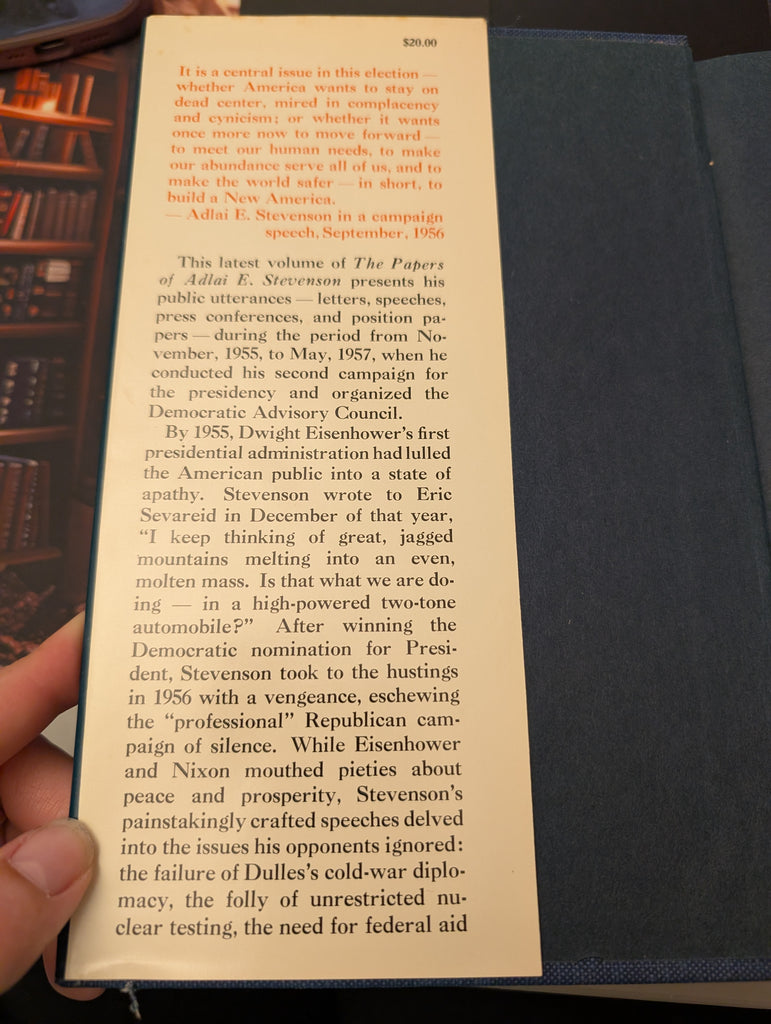 $20.00
It is a central issue in this election —
whether America wants to stay on
dead center, mired in complacency
and cynicism; or whether it wants
once more now to move forward —
to meet our human needs, to make
our abundance serve all of us, and to
make the world safer — in short, to
build a New America.
— Adlai E. Stevenson in a campaign
speech, September, 1956
This latest volume of The Papers
of Adlai E. Stevenson presents his
public utterances — letters, speeches,
press conferences, and position pa-
pers — during the period from No-
vember, 1955, to May, 1957, when he
conducted his second campaign for
the presidency and organized the
Democratic Advisory Council.
By 1955, Dwight Eisenhower's first
presidential administration had lulled
the American public into a state of
apathy. Stevenson wrote to Eric
Sevareid in December of that year,
“I keep thinking of great, jagged
mountains melting into an even,
molten mass. Is that what we are do-
ing — in a high-powered two-tone
automobile?” After winning the
Democratic nomination for Presi-
dent, Stevenson took to the hustings
in 1956 with a vengeance, eschewing
the “professional” Republican cam-
paign of silence. While Eisenhower
and Nixon mouthed pieties about
peace and prosperity, Stevenson's
painstakingly crafted speeches delved
into the issues his opponents ignored:
the failure of Dulles's cold-war diplo-
macy, the folly of unrestricted nu-
clear testing, the need for federal aid